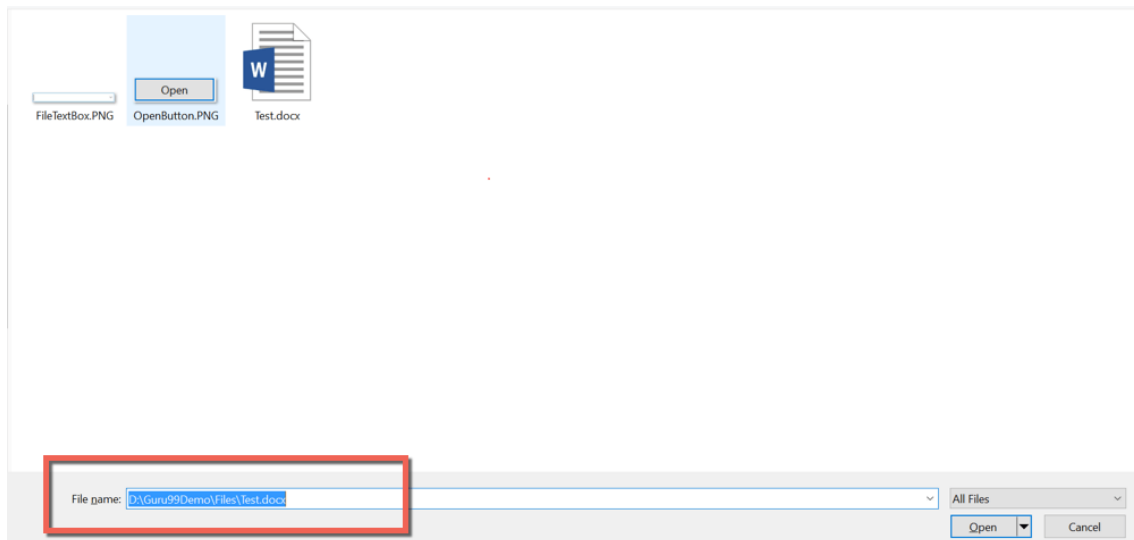 Open
W
FileTextBox.PNG OpenButton.PNG Test.docx
File name: D:\Guru99Demo\Files\Test.docx All Files
Open Cancel